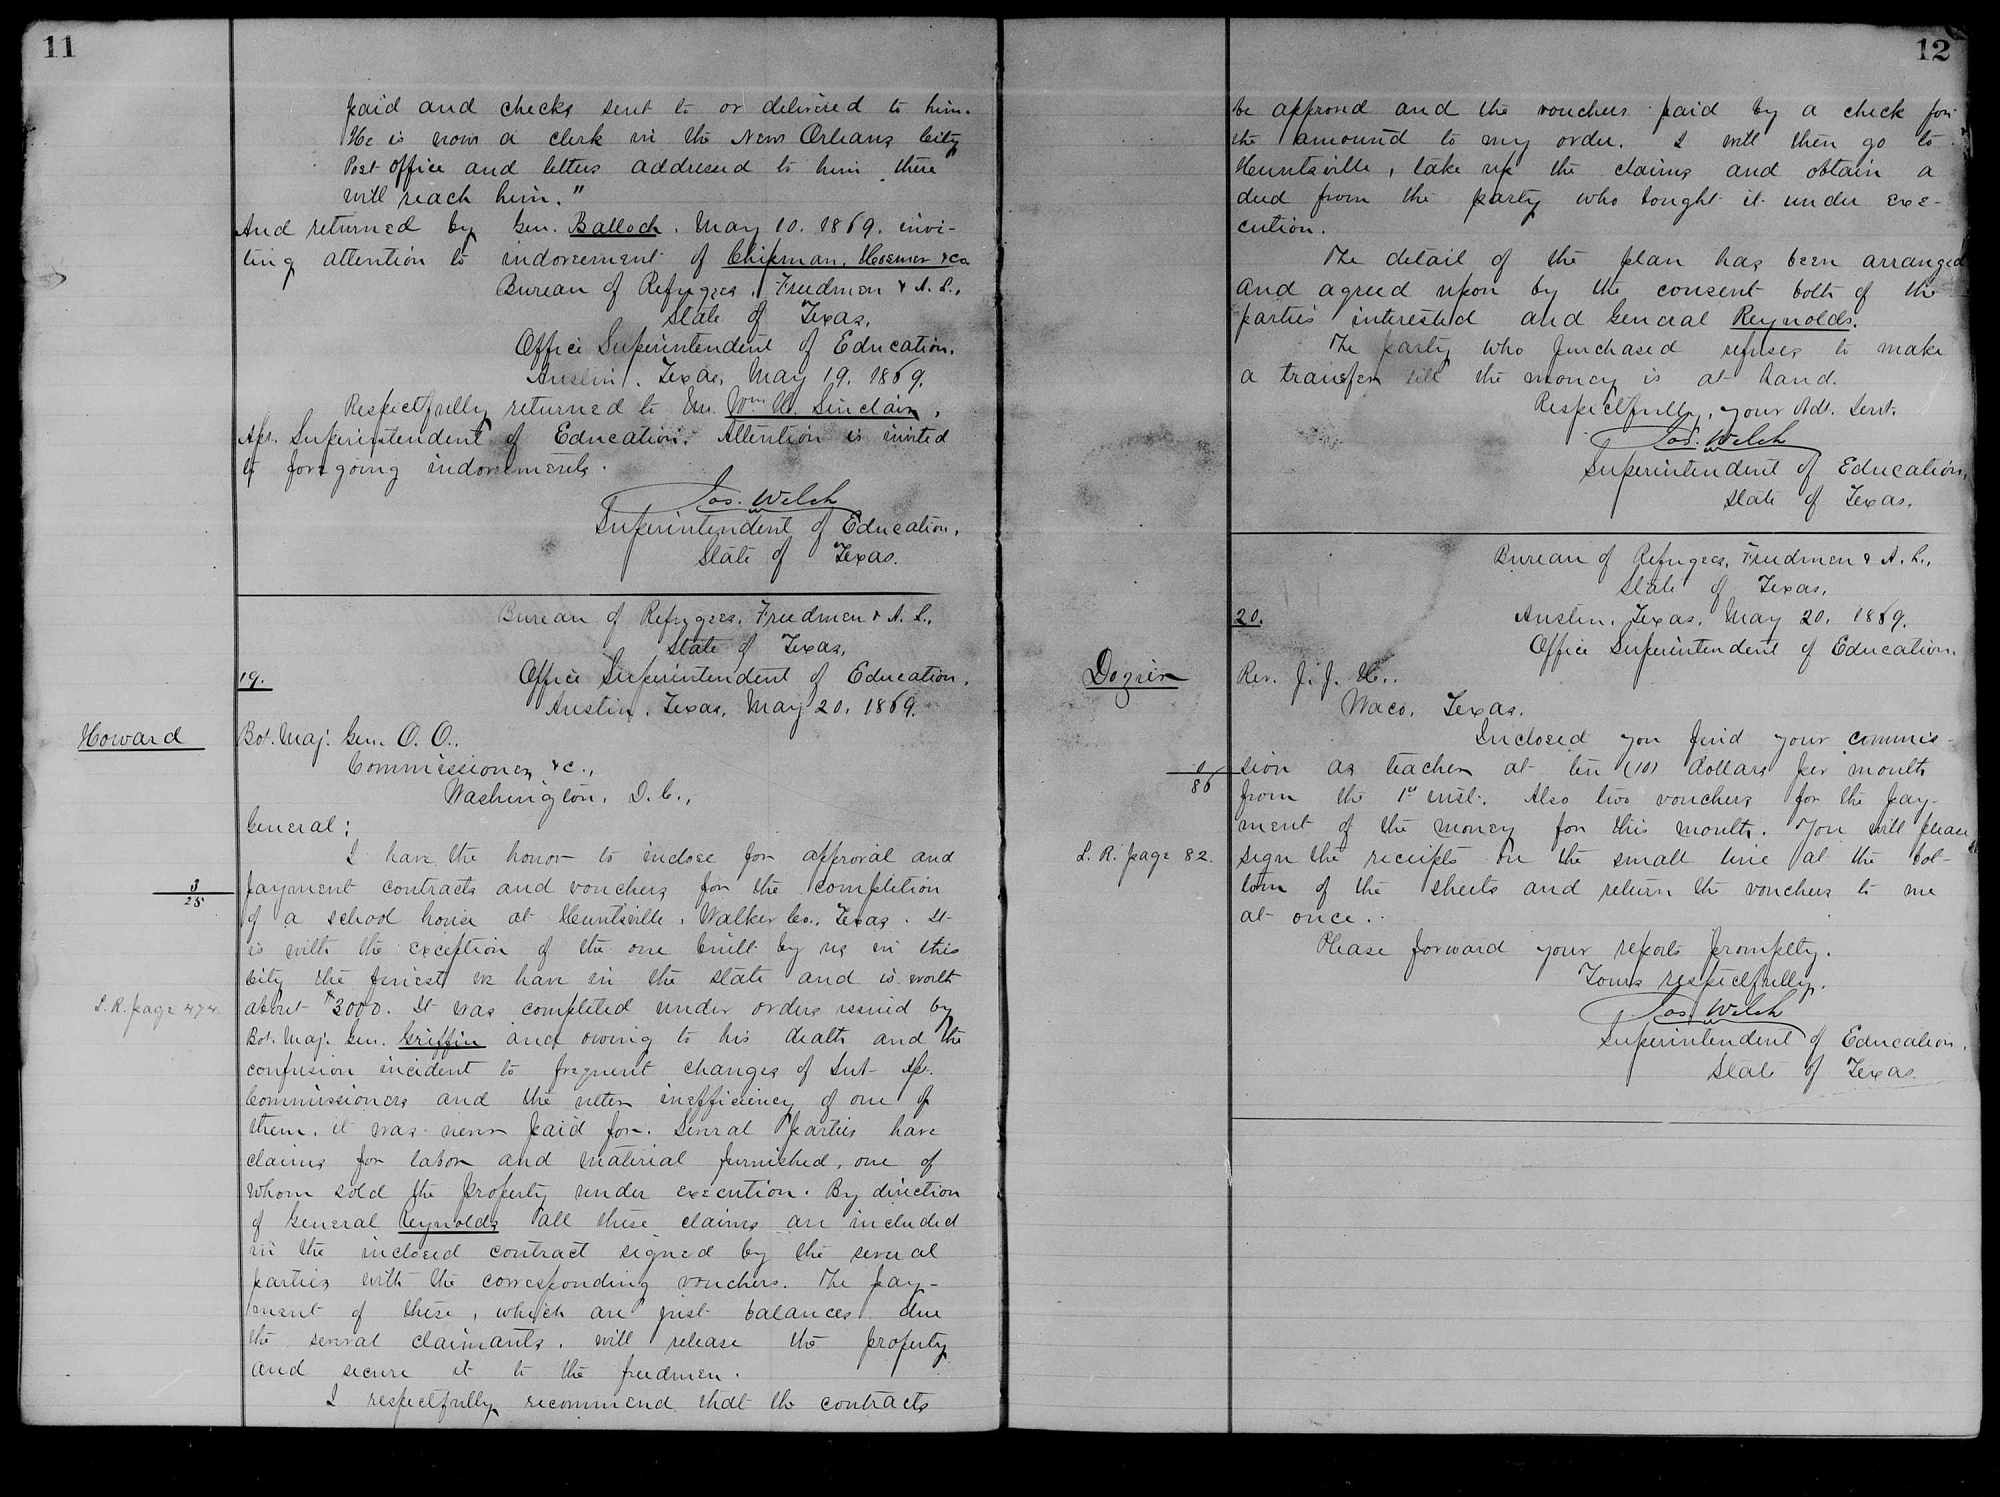 11
paid and checks sent to or delivered to him.
He is now a clerk in the New Orleans City
Post office and letters addressed to him there
will reach him."
And returned by Gen. Balloch. May 10. 1869. invi-
ting attention to indorsement of Chipman, Hosmer & Co
Bureau of Refugees, Freedmen & A. L.,
State of Texas,
Office Superintendent of Education,
Austin, Texas, May 19. 1869.
Respectfully returned to Lieu. Wm H. Sinclair,
Ast. Superintendent of Education. Attention is invited
to foregoing indorsements.
Jos. Welch
Superintendent of Education,
State of Texas.
Bureau of Refugees, Freedmen & A. L.,
State of Texas,
19.
Office Superintendent of Education,
Austin, Texas, May 20. 1869.
Howard
Bvt. Maj. Gen. O. O.,
Commissioner, &c.,
Washington, D. C.,
General:
I have the honor to inclose for approval and
3/25
payment contracts and vouchers for the completion
of a school house at Huntsville, Walker Co., Texas. It
is with the exception of the one built by us in this
City the finest we have in the State and is worth
L. R. page 474.
about $3000. It was completed under orders issued by
Bvt. Maj. Gen. Griffin and owing to his death and the
confusion incident to frequent changes of Sub Ast.
Commissioners and the utter inefficiency of one of
them, it was never paid for. Several parties have
claims for labor and material furnished, one of
whom sold the property under execution. By direction
of General Reynolds all these claims are included
in the inclosed contract signed by the several
parties with the corresponding vouchers. The pay-
ment of these, which are just balances due
the several claimants, will release the property
and secure it to the freedmen.
I respectfully recommend that the contracts
12
be approved and the vouchers paid by a check for
the amount to my order. I will then go to
Huntsville, take up the claims and obtain a
deed from the party who bought it under exe-
cution.
The detail of the plan has been arranged
and agreed upon by the consent both of the
parties interested and General Reynolds.
The party who purchased refuses to make
a transfer till the money is at hand.
Respectfully, your Obt. Servt.
Jos. Welch
Superintendent of Education,
State of Texas.
Bureau of Refugees, Freedmen & A. L.,
State of Texas,
20.
Austin, Texas, May 20. 1869.
Office Superintendent of Education.
Dozier
Rev. J. J. H.,
Waco, Texas.
Inclosed you find your commis-
/86
sion as teacher at ten (10) dollars per month
from the 1st inst. Also two vouchers for the pay-
ment of the money for this month. You will please
L. R. page 82.
sign the receipts on the small line at the bot-
tom of the sheets and return the vouchers to me
at once.
Please forward your reports promptly.
Yours respectfully,
Jos. Welch
Superintendent of Education,
State of Texas.